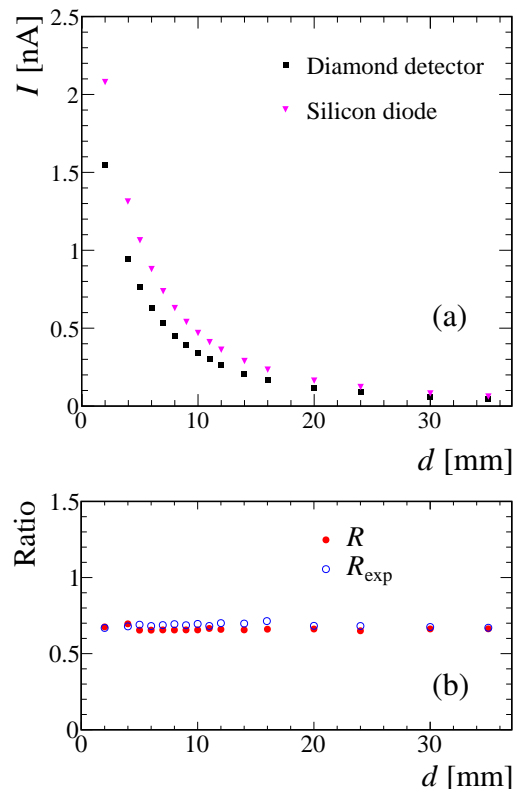 I [nA]
2.5
2
1.5
1
0.5
0
Diamond detector
Silicon diode
(a)
0 10 20 30
d [mm]
Ratio
1.5
1
0.5
0
R
R_exp
(b)
0 10 20 30
d [mm]